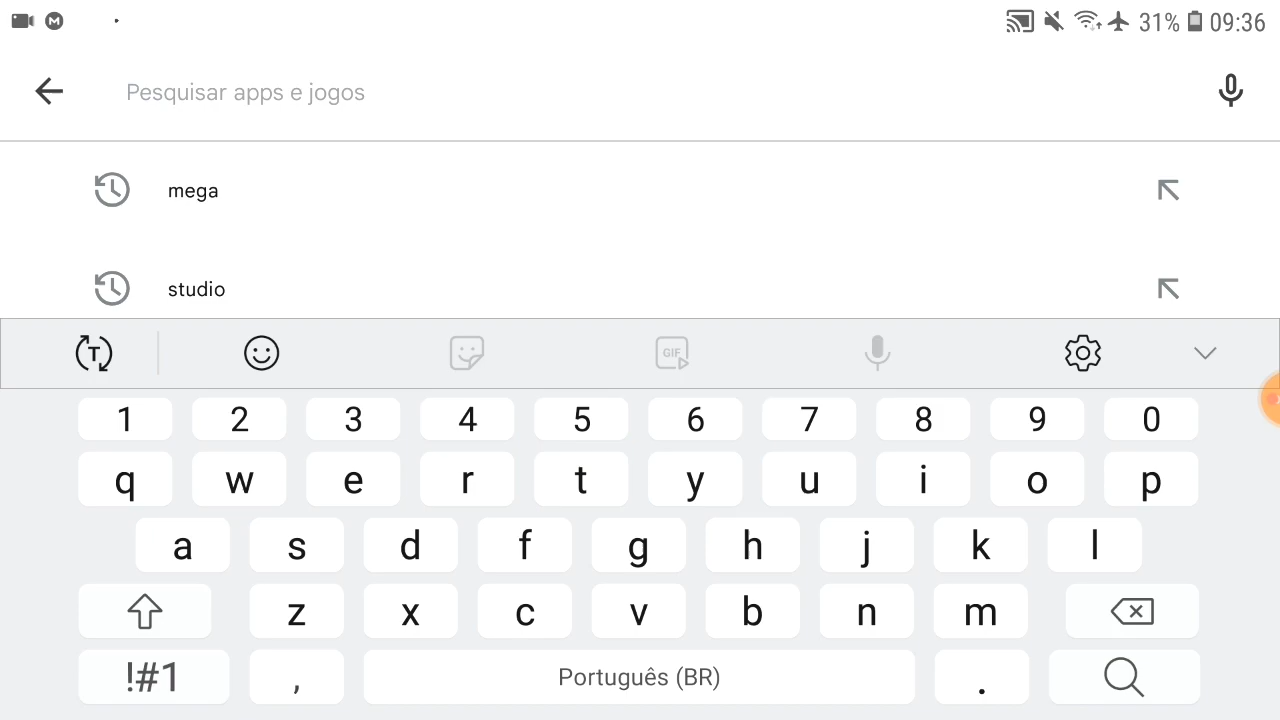 M 31% 09:36
Pesquisar apps e jogos
mega
studio
T GIF
1 2 3 4 5 6 7 8 9 0
q w e r t y u i o p
a s d f g h j k l
z x c v b n m
!#1 , Português (BR) .